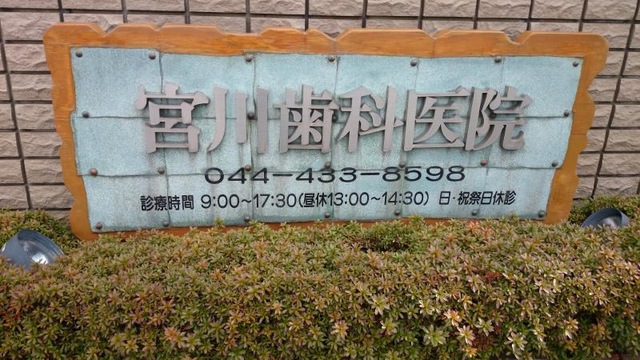 宮川歯科医院
044-433-8598
診療時間 9:00~17:30(昼休13:00~14:30) 日・祝祭日休診